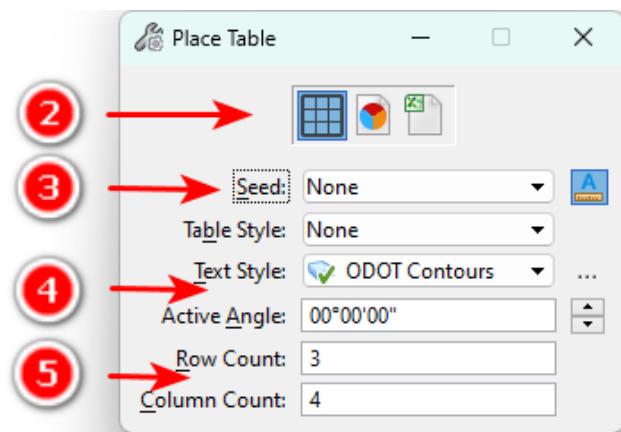 Place Table
2
3
Seed: None
A
Table Style: None
4
Text Style: ODOT Contours ...
Active Angle: 00°00'00"
5
Row Count: 3
Column Count: 4